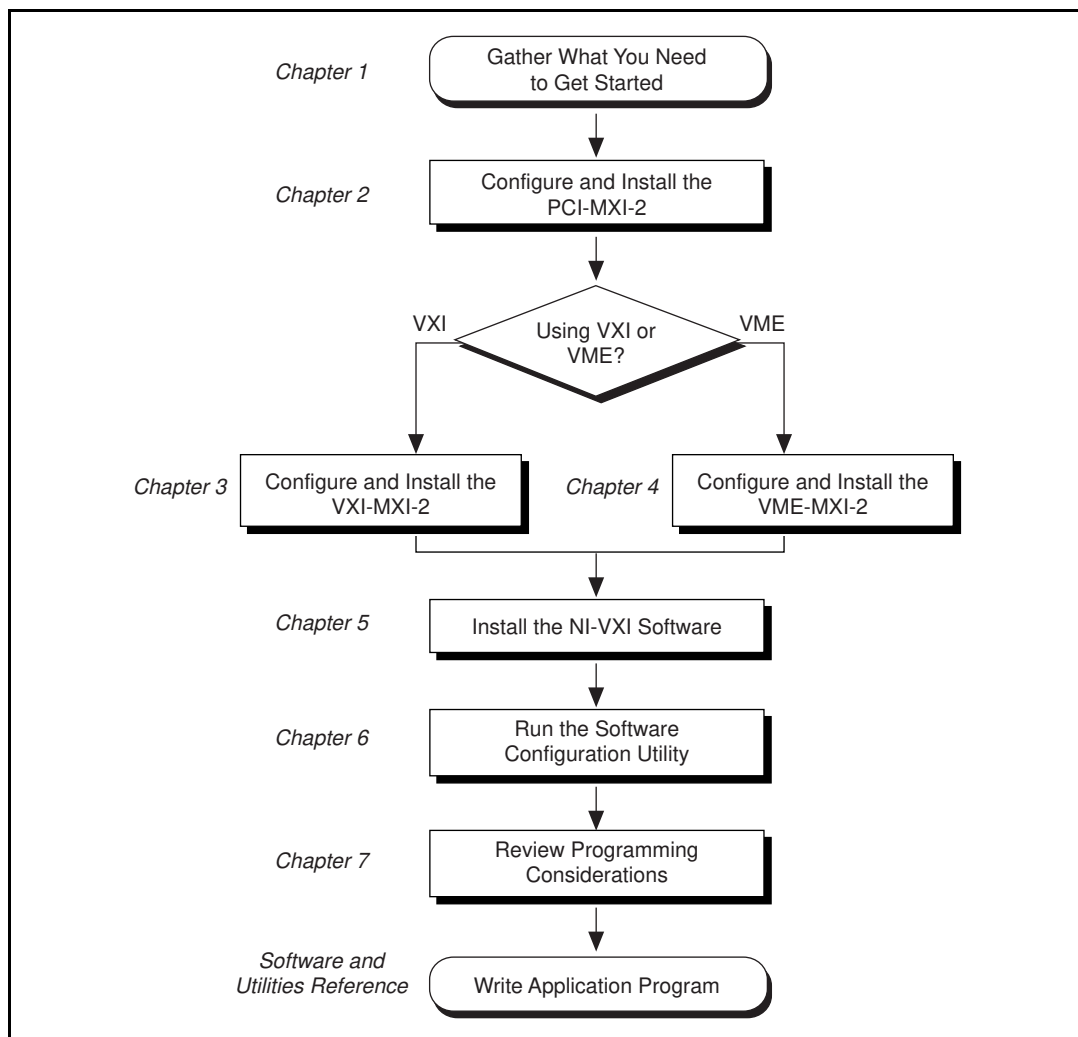 Chapter 1
Gather What You Need
to Get Started
Chapter 2
Configure and Install the
PCI-MXI-2
VXI
Using VXI or
VME?
VME
Chapter 3
Configure and Install the
VXI-MXI-2
Chapter 4
Configure and Install the
VME-MXI-2
Chapter 5
Install the NI-VXI Software
Chapter 6
Run the Software
Configuration Utility
Chapter 7
Review Programming
Considerations
Software and
Utilities Reference
Write Application Program